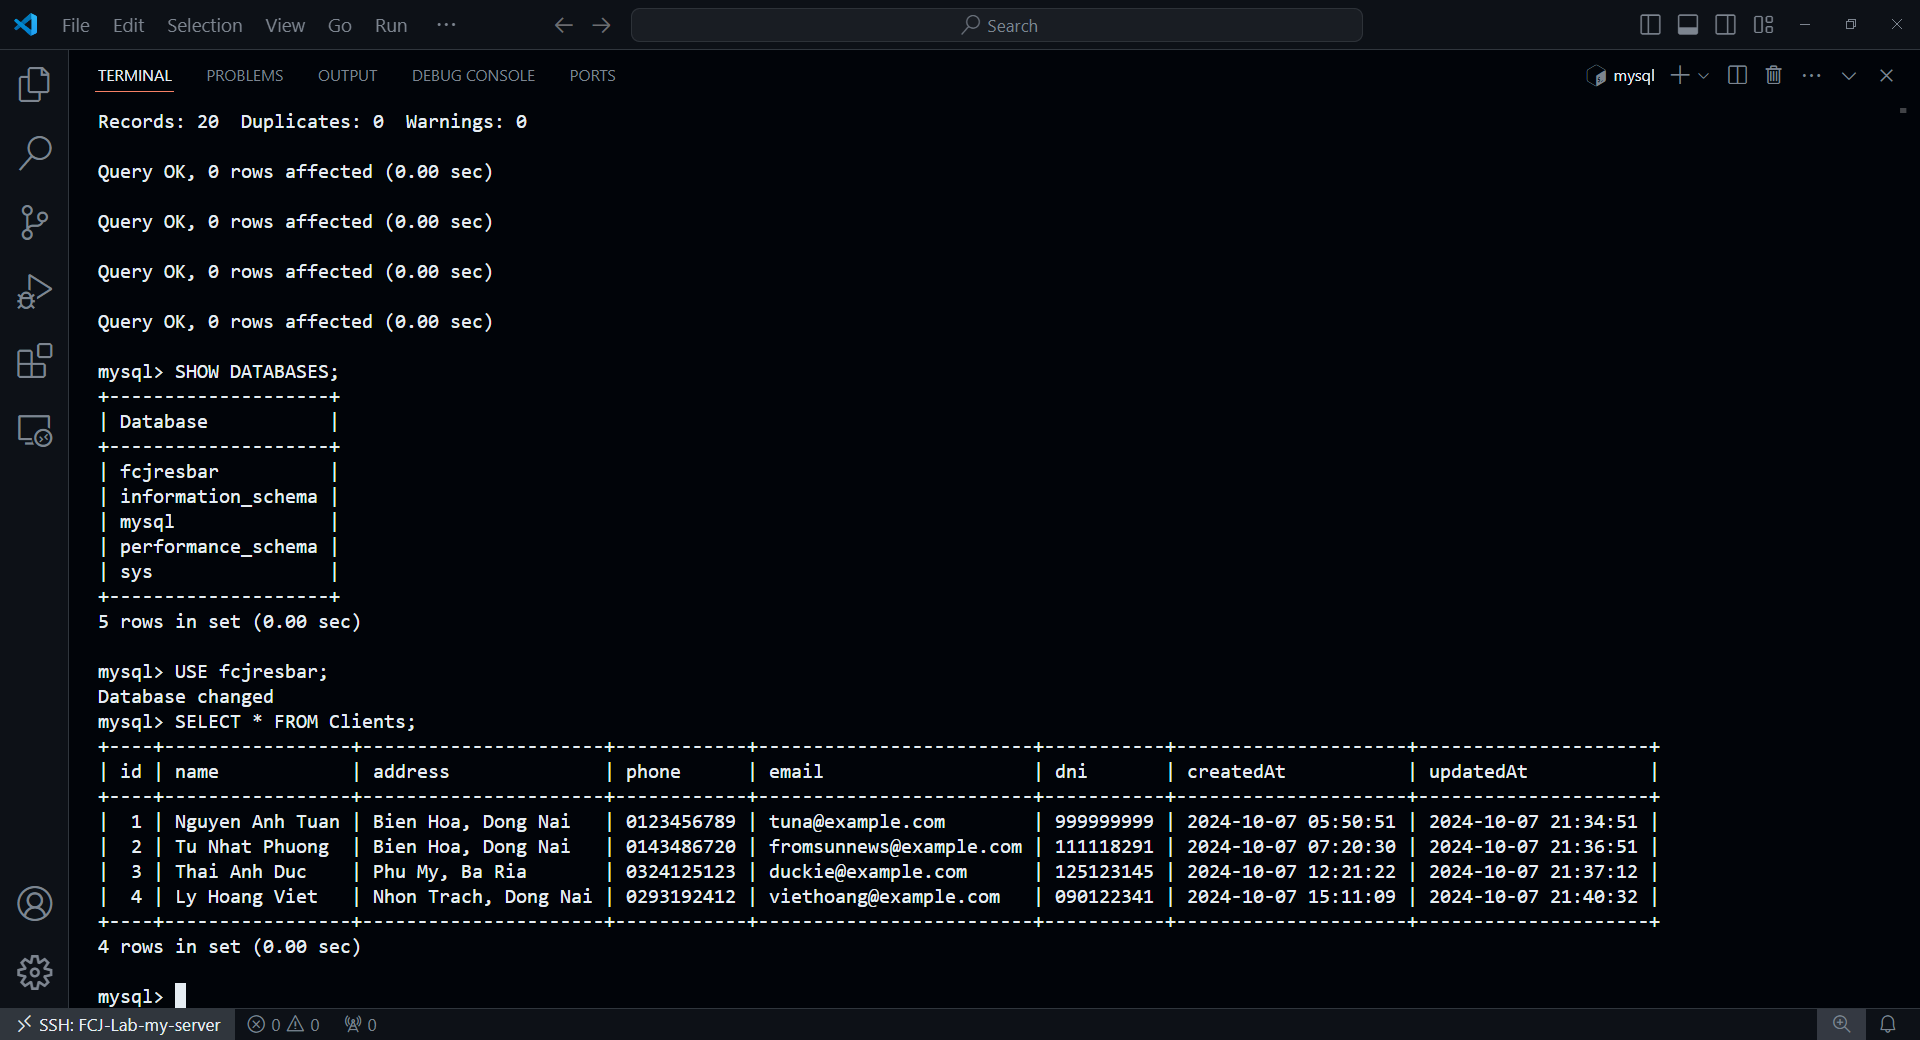 File Edit Selection View Go Run ··· Search
TERMINAL PROBLEMS OUTPUT DEBUG CONSOLE PORTS mysql
Records: 20  Duplicates: 0  Warnings: 0
Query OK, 0 rows affected (0.00 sec)
Query OK, 0 rows affected (0.00 sec)
Query OK, 0 rows affected (0.00 sec)
Query OK, 0 rows affected (0.00 sec)
mysql> SHOW DATABASES;
+--------------------+
| Database           |
+--------------------+
| fcjresbar          |
| information_schema |
| mysql              |
| performance_schema |
| sys                |
+--------------------+
5 rows in set (0.00 sec)
mysql> USE fcjresbar;
Database changed
mysql> SELECT * FROM Clients;
+----+-----------------+----------------------+------------+-------------------------+-----------+---------------------+---------------------+
| id | name            | address              | phone      | email                   | dni       | createdAt           | updatedAt           |
+----+-----------------+----------------------+------------+-------------------------+-----------+---------------------+---------------------+
|  1 | Nguyen Anh Tuan | Bien Hoa, Dong Nai   | 0123456789 | tuna@example.com        | 999999999 | 2024-10-07 05:50:51 | 2024-10-07 21:34:51 |
|  2 | Tu Nhat Phuong  | Bien Hoa, Dong Nai   | 0143486720 | fromsunnews@example.com | 111118291 | 2024-10-07 07:20:30 | 2024-10-07 21:36:51 |
|  3 | Thai Anh Duc    | Phu My, Ba Ria       | 0324125123 | duckie@example.com      | 125123145 | 2024-10-07 12:21:22 | 2024-10-07 21:37:12 |
|  4 | Ly Hoang Viet   | Nhon Trach, Dong Nai | 0293192412 | viethoang@example.com   | 090122341 | 2024-10-07 15:11:09 | 2024-10-07 21:40:32 |
+----+-----------------+----------------------+------------+-------------------------+-----------+---------------------+---------------------+
4 rows in set (0.00 sec)
mysql>
SSH: FCJ-Lab-my-server 0 0 0